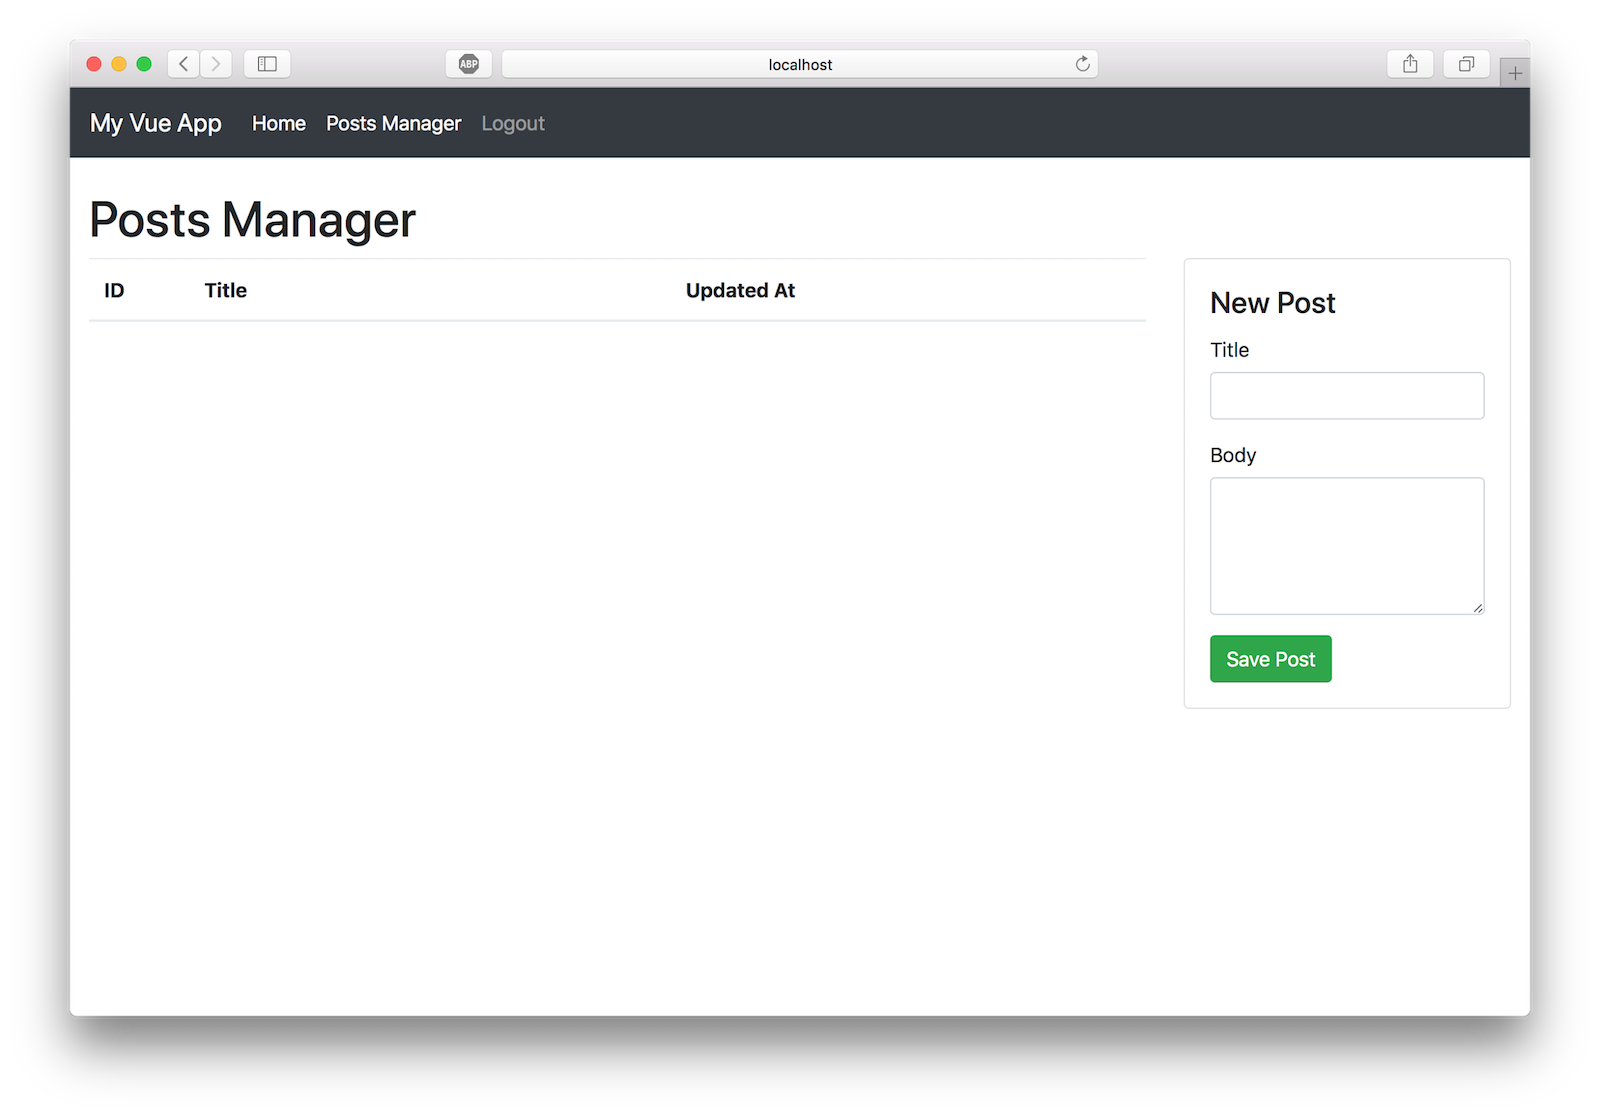 ABP
localhost
My Vue App Home Posts Manager Logout
Posts Manager
ID Title Updated At
New Post
Title
Body
Save Post